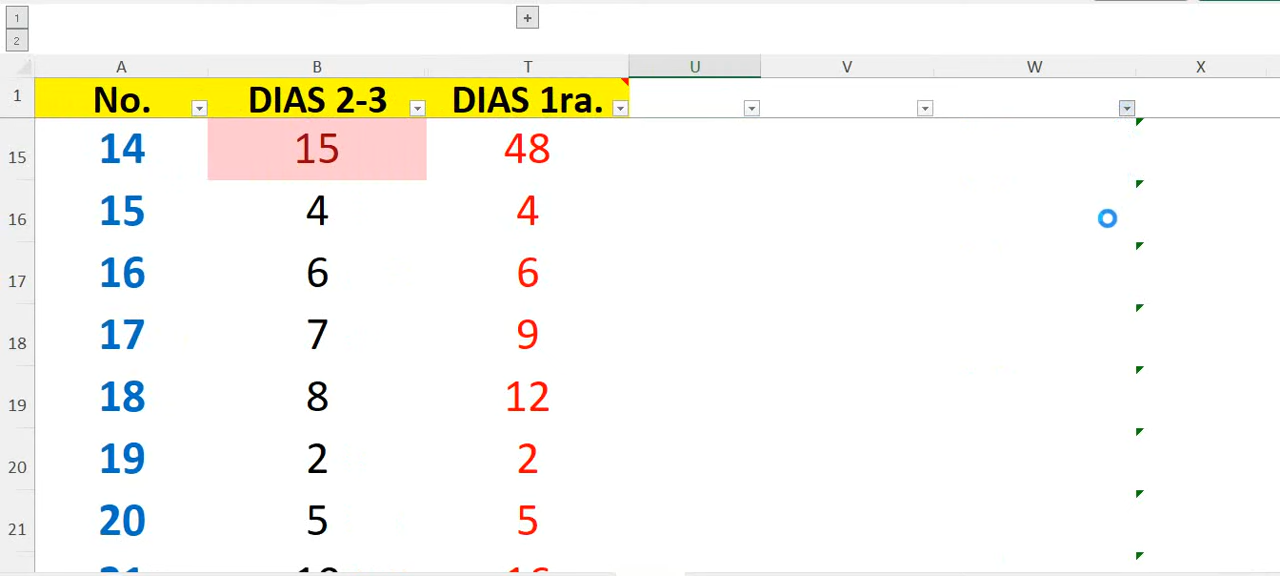 1
2
+
A B T U V W X
1 No. DIAS 2-3 DIAS 1ra.
15 14 15 48
16 15 4 4
17 16 6 6
18 17 7 9
19 18 8 12
20 19 2 2
21 20 5 5